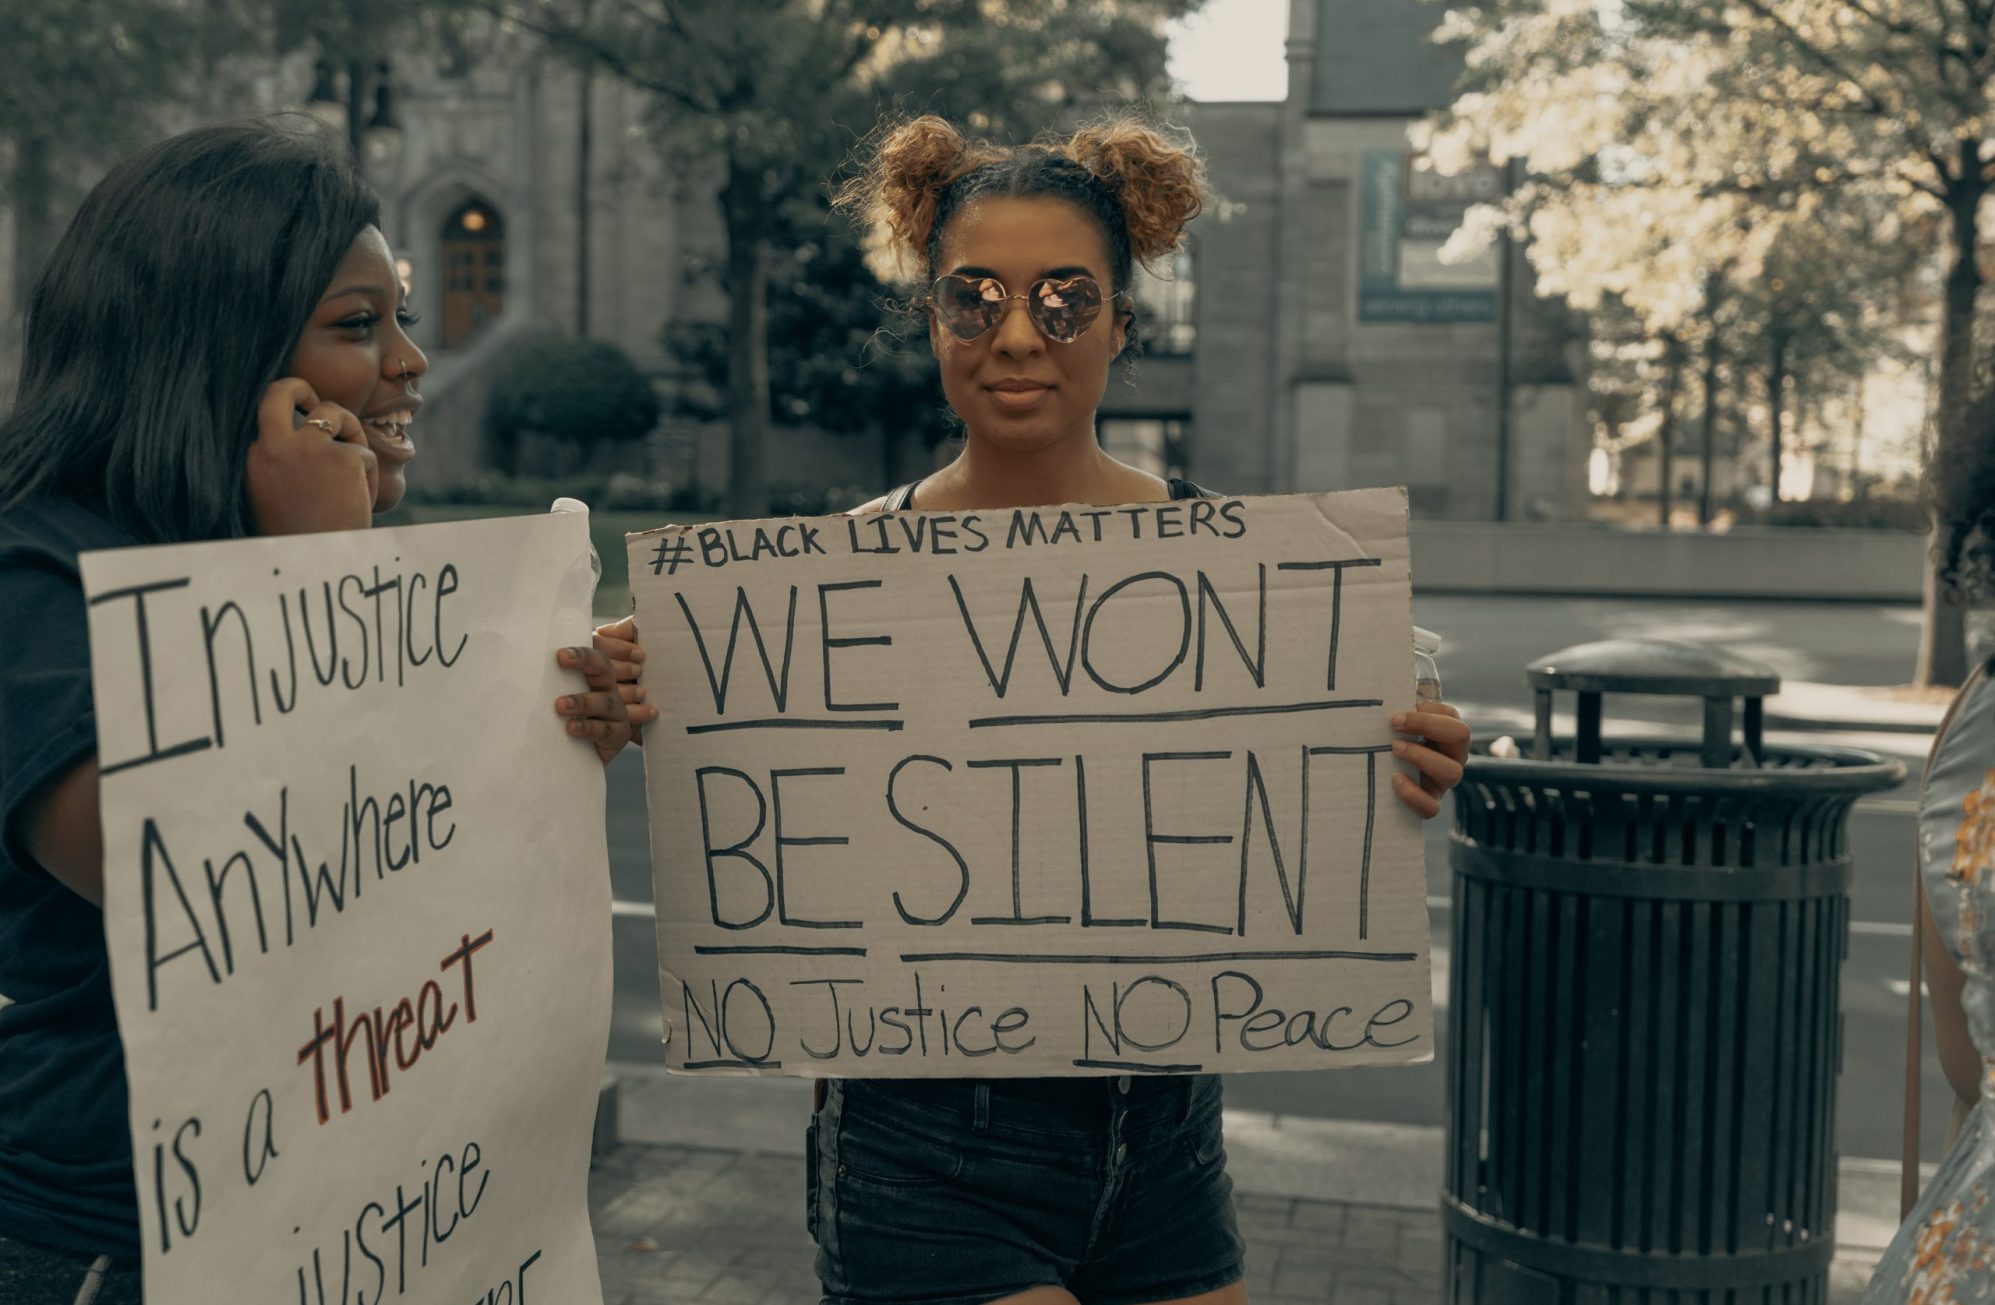 Injustice
Anywhere
is a threat
justice
#BLACK LIVES MATTERS
WE WONT
BE SILENT
NO Justice NO Peace